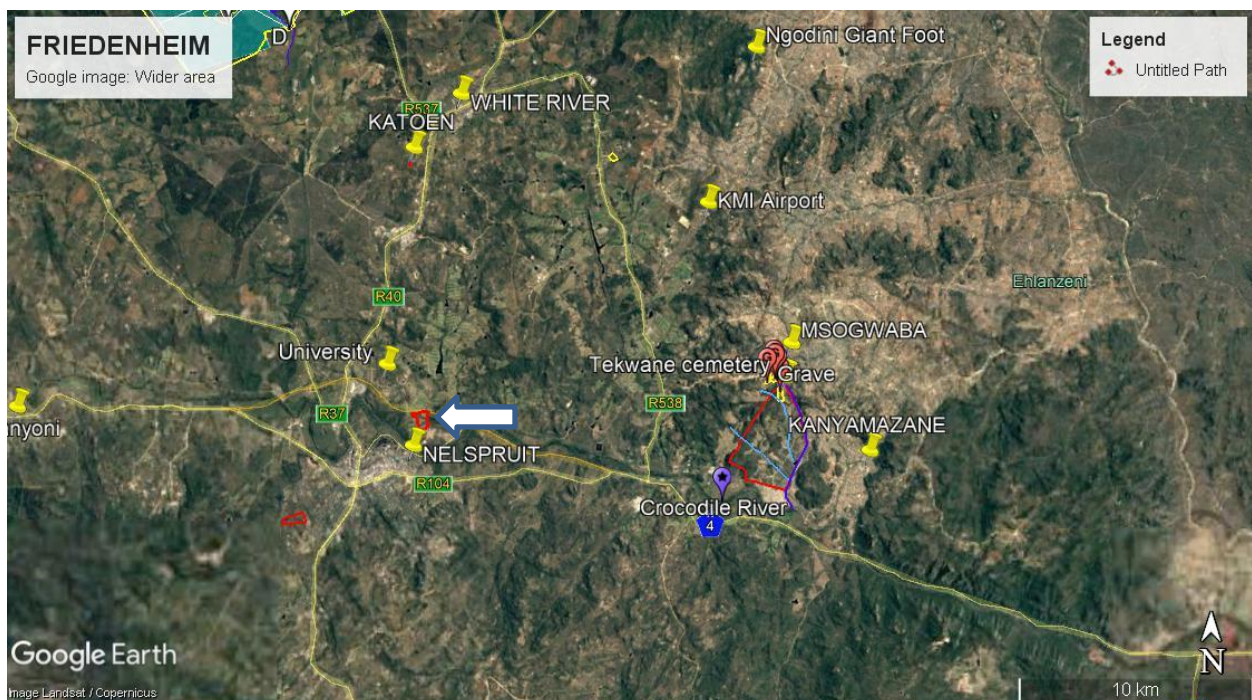 FRIEDENHEIM
Google image: Wider area
Legend
Untitled Path
D
Ngodini Giant Foot
WHITE RIVER
R537
KATOEN
KMI Airport
Ehlanzeni
R40
MSOGWABA
University
Tekwane cemetery
Grave
R37
R538
anyoni
KANYAMAZANE
NELSPRUIT
R104
Crocodile River
4
Google Earth
N
Image Landsat / Copernicus
10 km